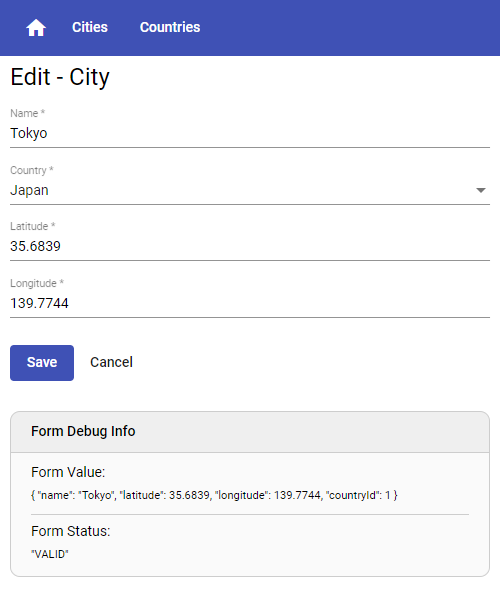 Cities Countries
Edit - City
Name *
Tokyo
Country *
Japan
Latitude *
35.6839
Longitude *
139.7744
Save Cancel
Form Debug Info
Form Value:
{ "name": "Tokyo", "latitude": 35.6839, "longitude": 139.7744, "countryId": 1 }
Form Status:
"VALID"